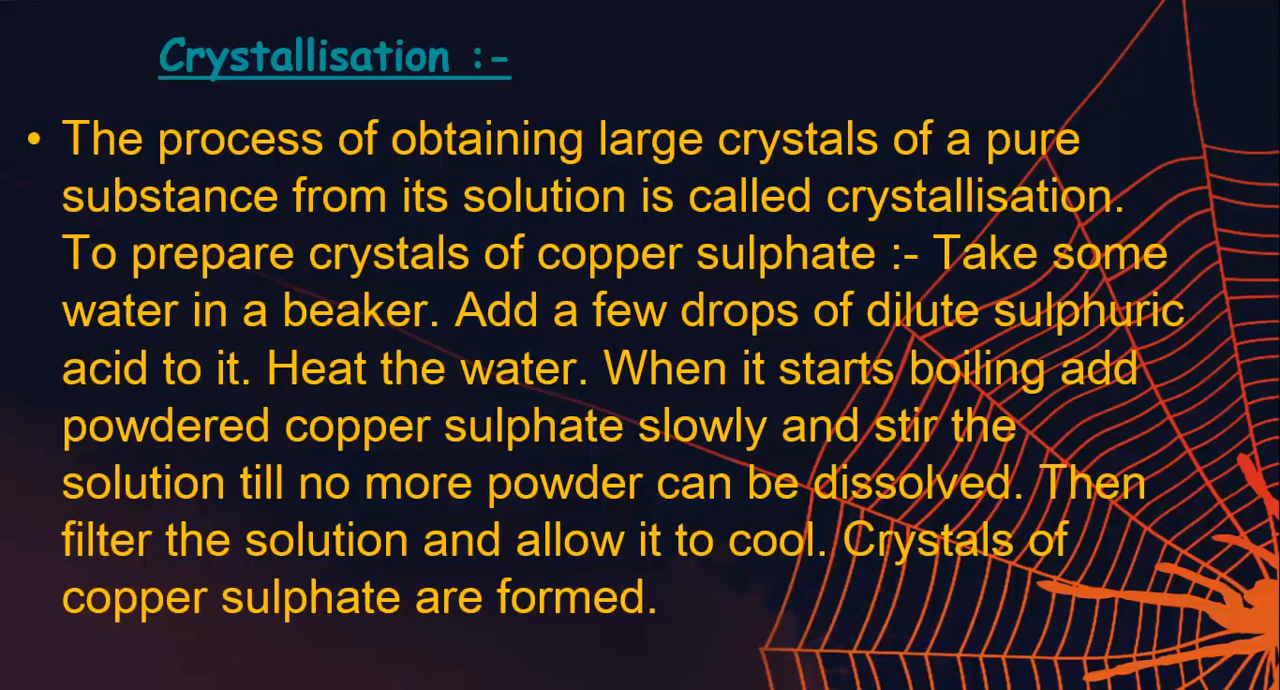 Crystallisation :-
• The process of obtaining large crystals of a pure
substance from its solution is called crystallisation.
To prepare crystals of copper sulphate :- Take some
water in a beaker. Add a few drops of dilute sulphuric
acid to it. Heat the water. When it starts boiling add
powdered copper sulphate slowly and stir the
solution till no more powder can be dissolved. Then
filter the solution and allow it to cool. Crystals of
copper sulphate are formed.